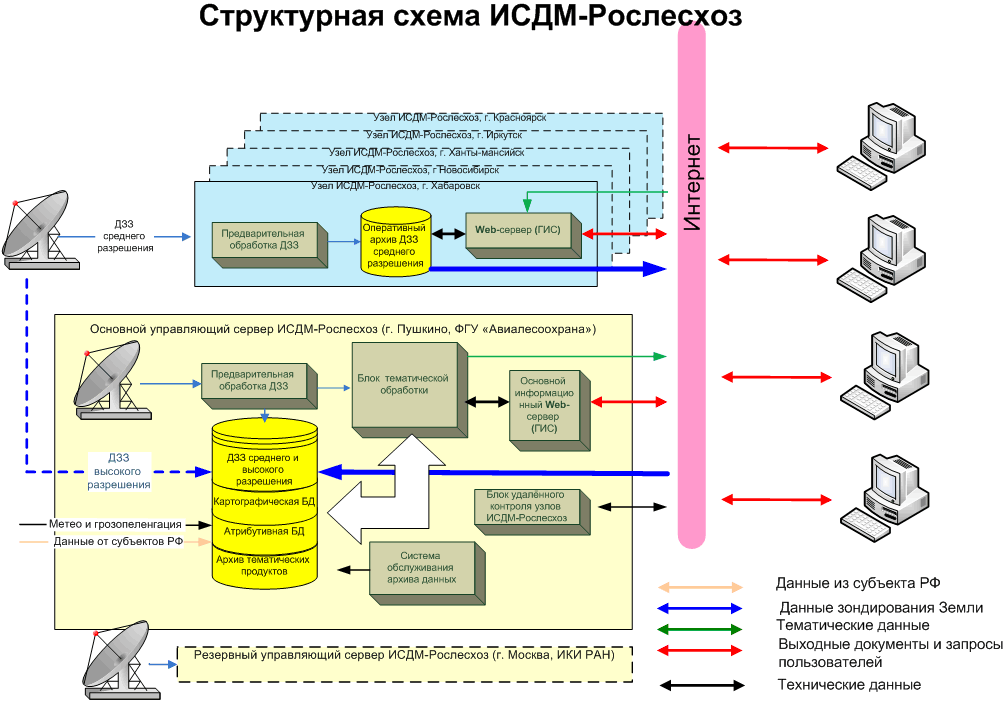 Структурная схема ИСДМ-Рослесхоз
Узел ИСДМ-Рослесхоз, г. Красноярск
Узел ИСДМ-Рослесхоз, г. Иркутск
Узел ИСДМ-Рослесхоз, г. Ханты-мансийск
Узел ИСДМ-Рослесхоз, г Новосибирск
Узел ИСДМ-Рослесхоз, г. Хабаровск
ДЗЗ
среднего
разрешения
Предварительная
обработка ДЗЗ
Оперативный
архив ДЗЗ
среднего
разрешения
Web-сервер (ГИС)
Интернет
Основной управляющий сервер ИСДМ-Рослесхоз (г. Пушкино, ФГУ «Авиалесоохрана»)
Предварительная
обработка ДЗЗ
Блок тематической
обработки
Основной
информацио
нный Web-
сервер
(ГИС)
ДЗЗ
высокого
разрешения
ДЗЗ среднего и
высокого
разрешения
Картографическая БД
Атрибутивная БД
Архив тематических
продуктов
Блок удалённого
контроля узлов
ИСДМ-Рослесхоз
Метео и грозопеленгация
Данные от субъектов РФ
Система
обслуживания
архива данных
Резервный управляющий сервер ИСДМ-Рослесхоз (г. Москва, ИКИ РАН)
Данные из субъекта РФ
Данные зондирования Земли
Тематические данные
Выходные документы и запросы
пользователей
Технические данные